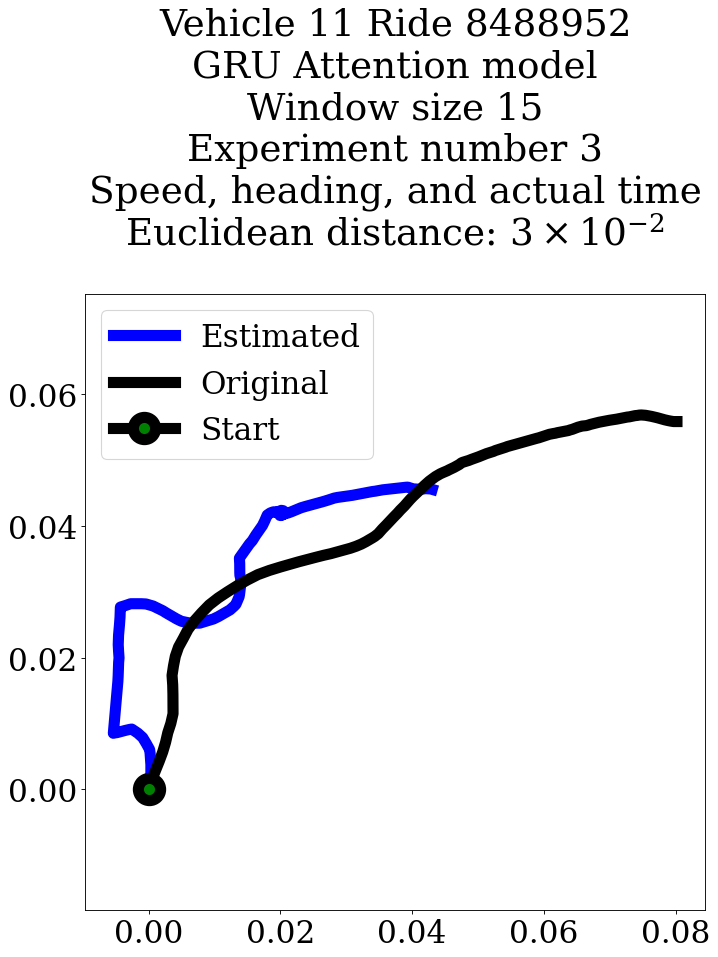 Vehicle 11 Ride 8488952
GRU Attention model
Window size 15
Experiment number 3
Speed, heading, and actual time
Euclidean distance: 3 × 10⁻²
Estimated
Original
Start
0.06
0.04
0.02
0.00
0.00 0.02 0.04 0.06 0.08